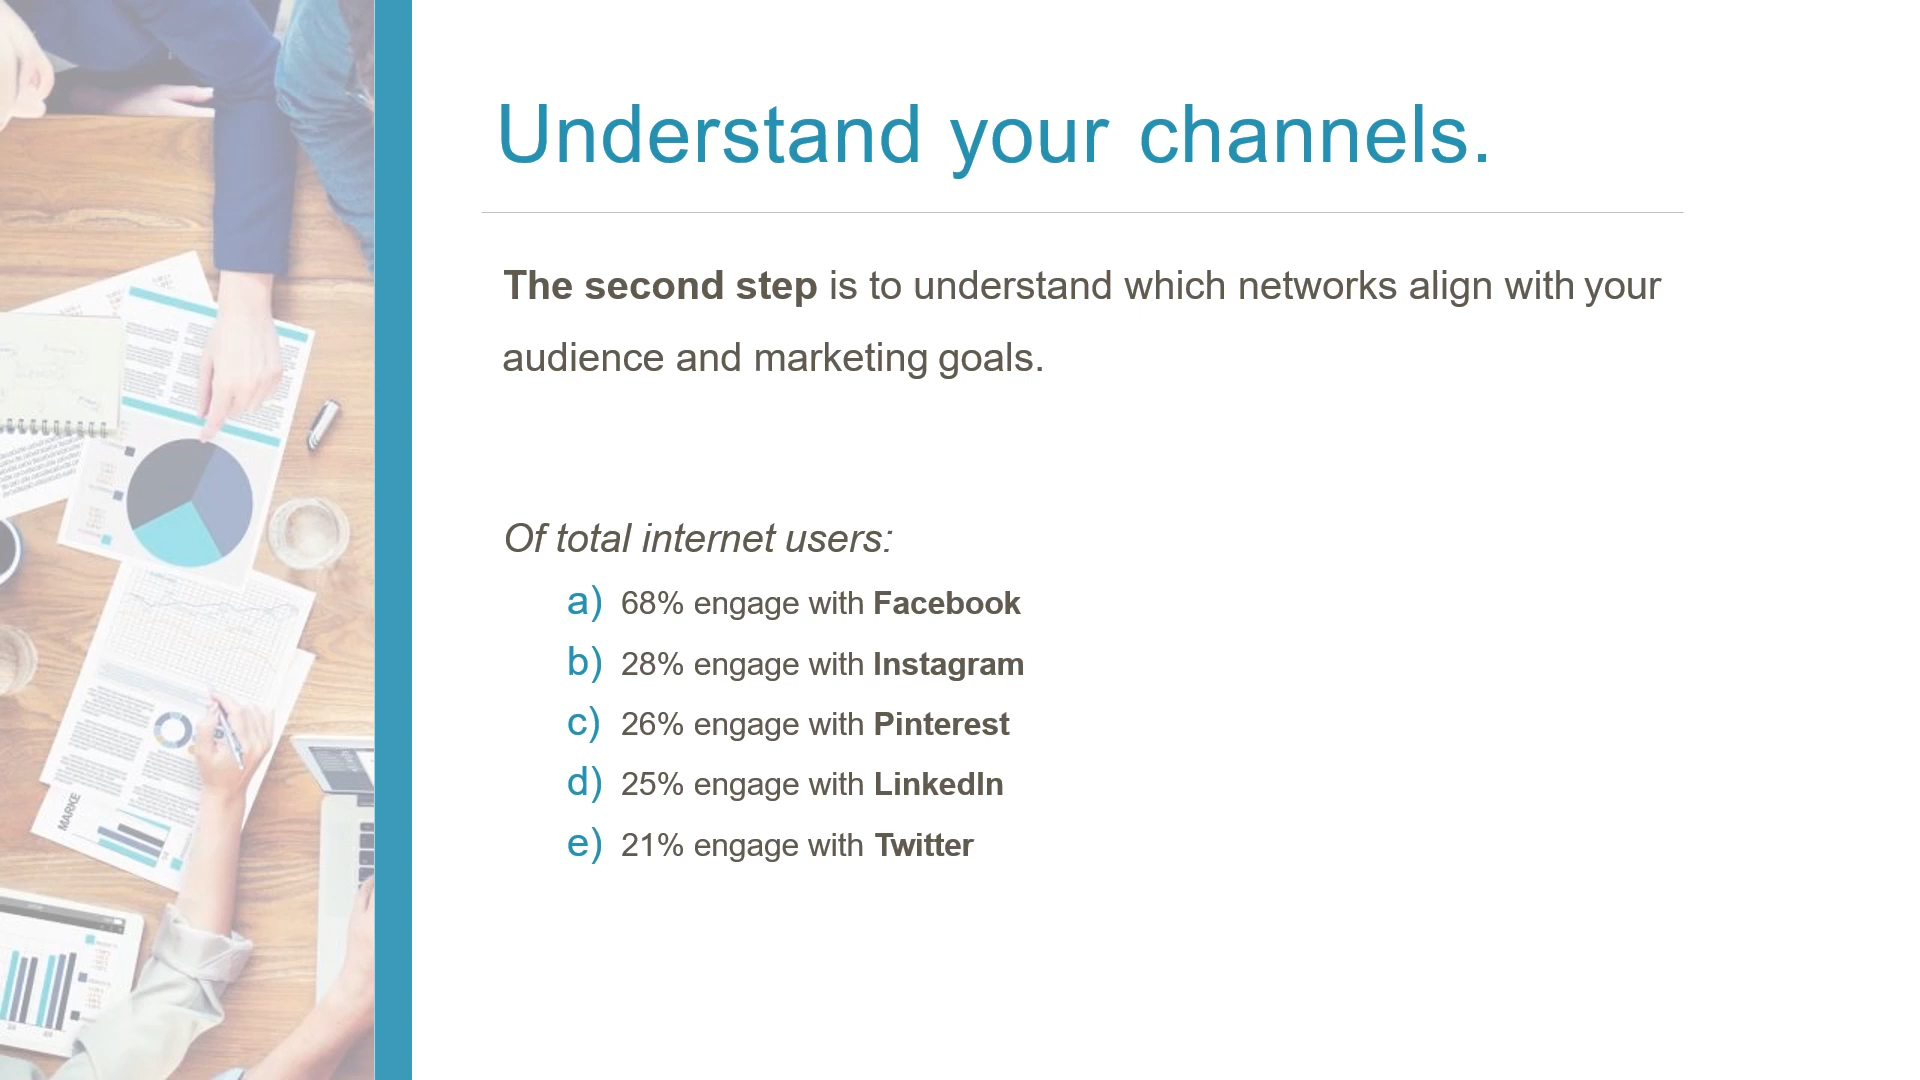 Understand your channels.
The second step is to understand which networks align with your
audience and marketing goals.
Of total internet users:
a) 68% engage with Facebook
b) 28% engage with Instagram
c) 26% engage with Pinterest
d) 25% engage with LinkedIn
e) 21% engage with Twitter
MARKE